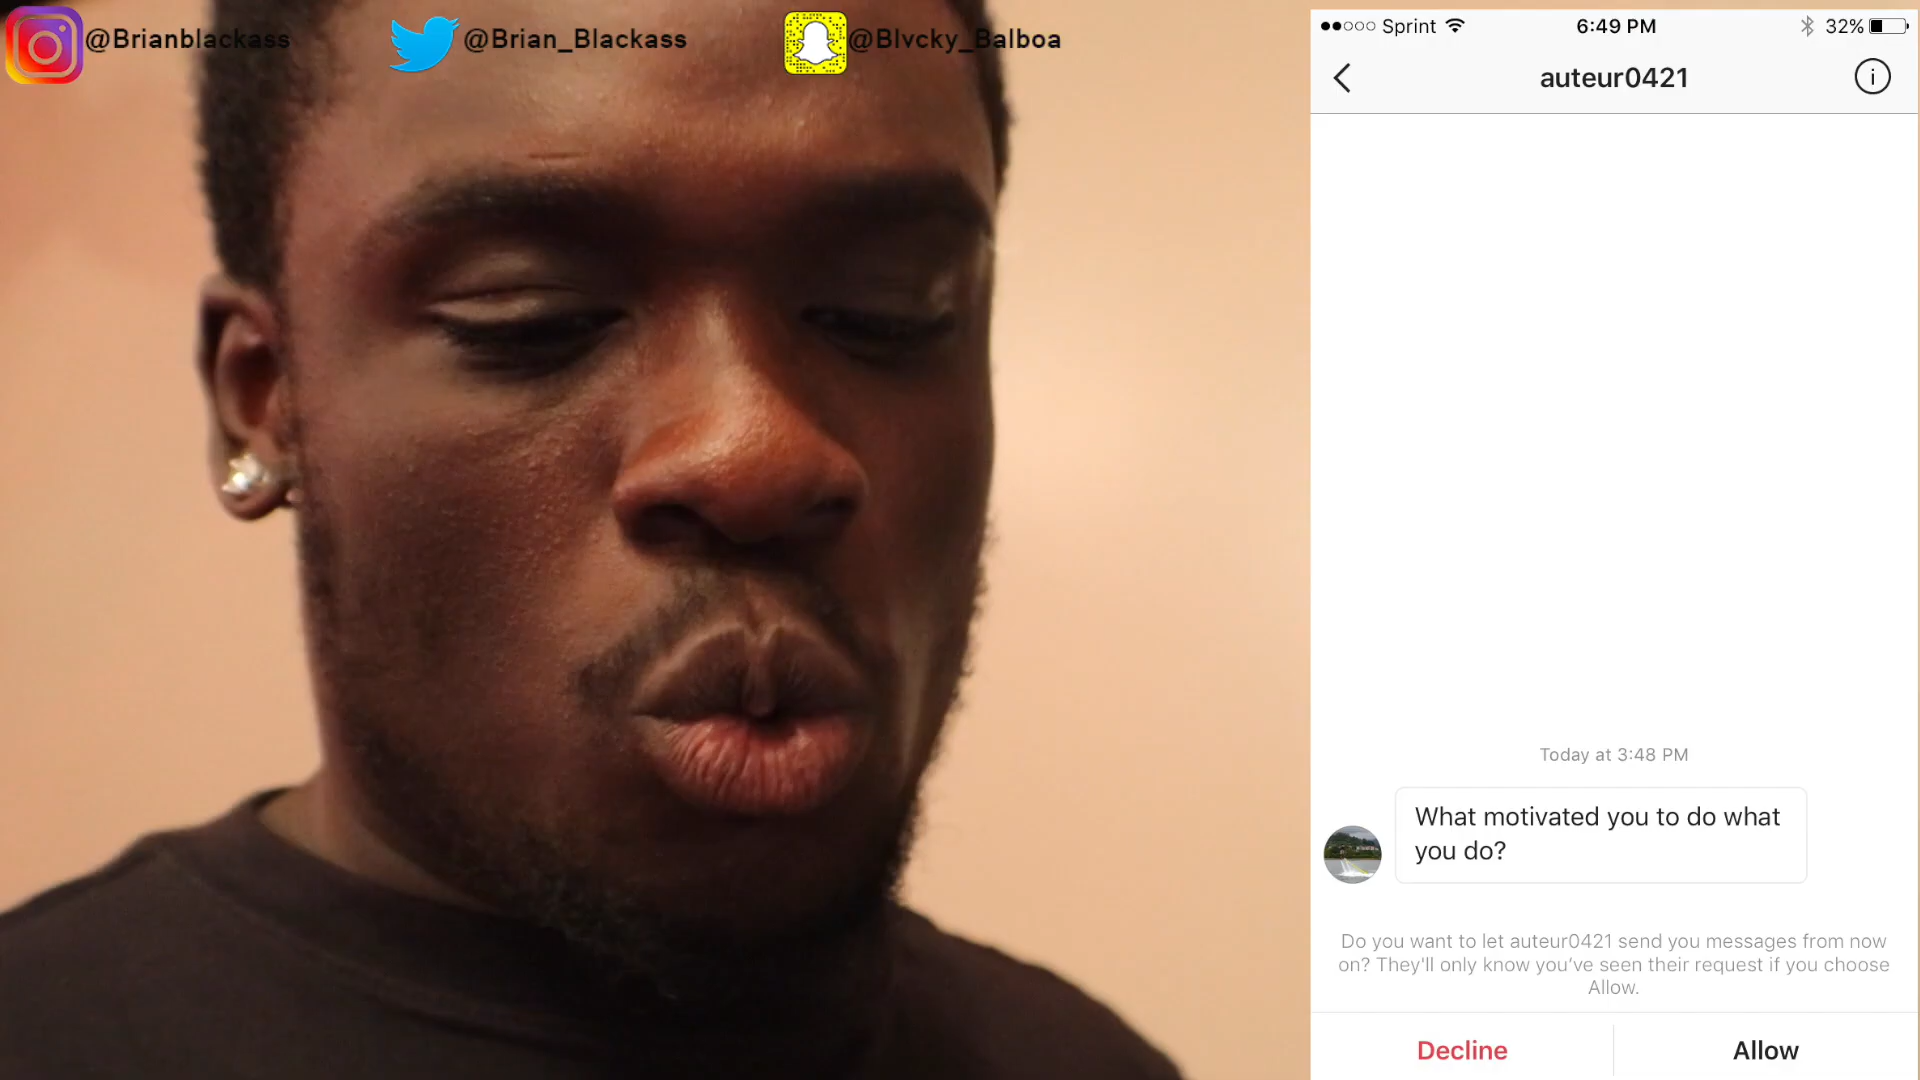 @Brianblackass
@Brian_Blackass
@Blvcky_Balboa
Sprint
6:49 PM
32%
auteur0421
Today at 3:48 PM
What motivated you to do what
you do?
Do you want to let auteur0421 send you messages from now
on? They'll only know you've seen their request if you choose
Allow.
Decline
Allow